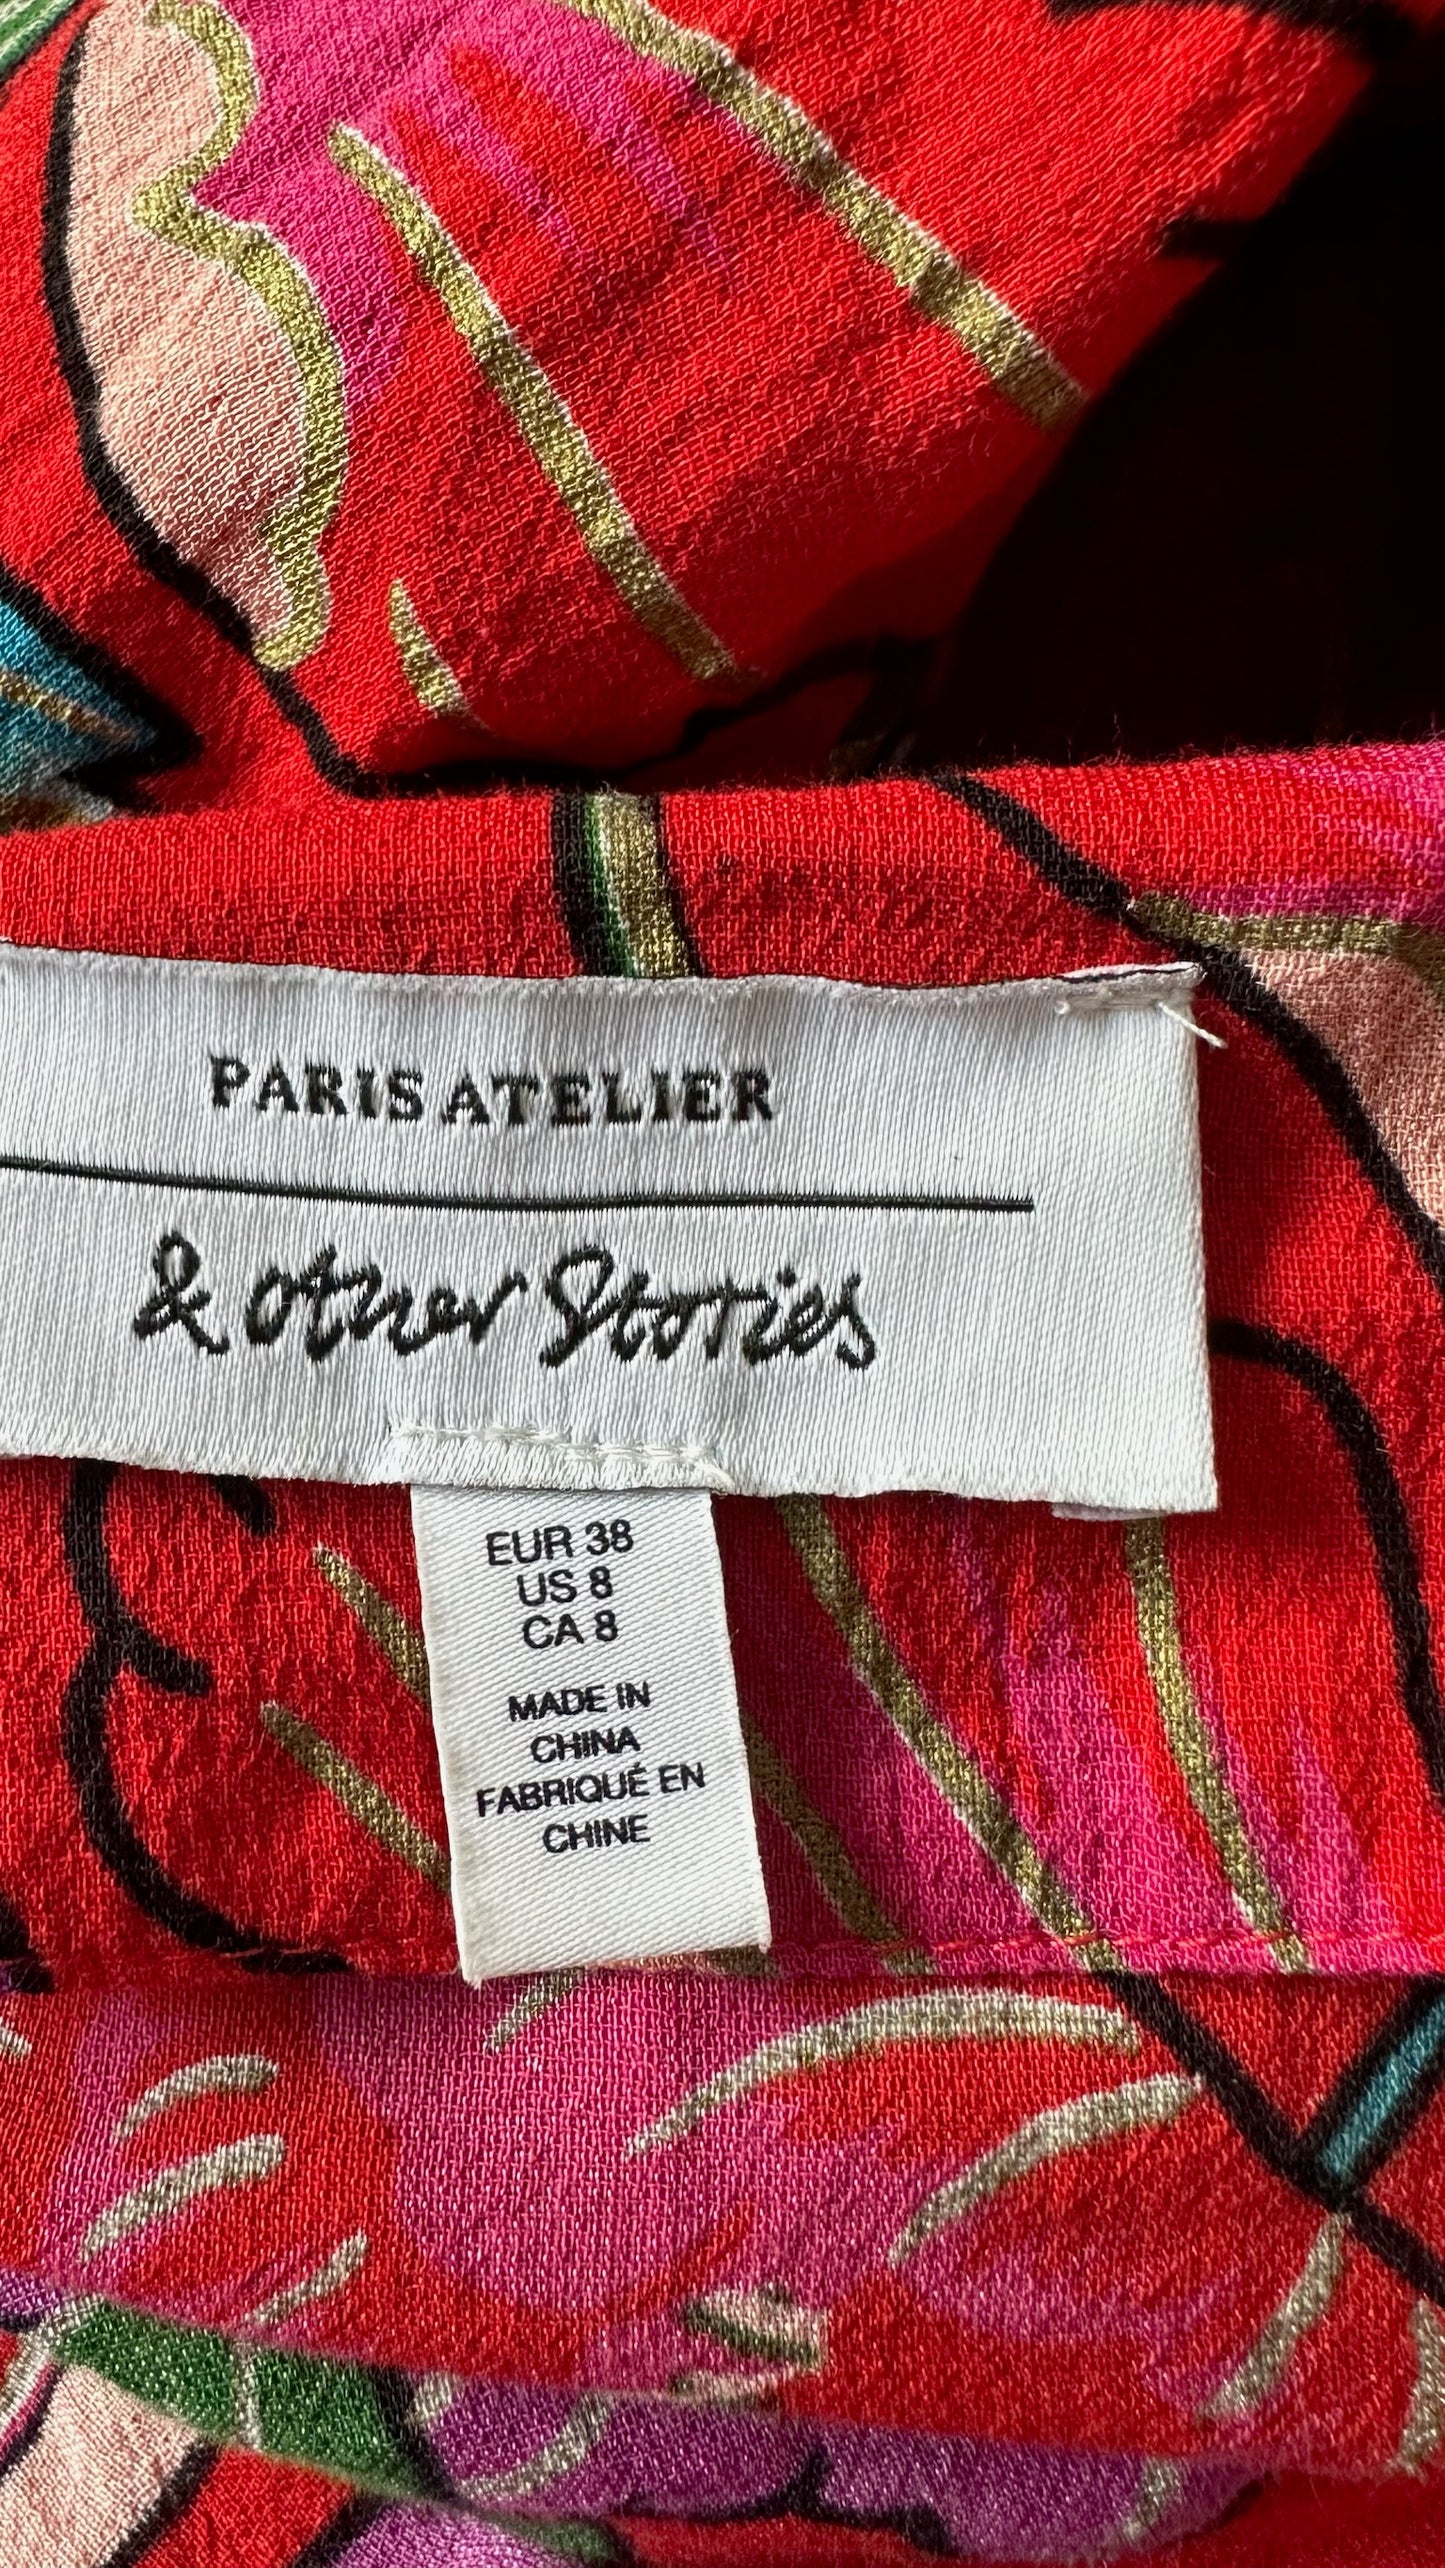 PARIS ATELIER
& other Stories
EUR 38
US 8
CA 8
MADE IN
CHINA
FABRIQUÉ EN
CHINE